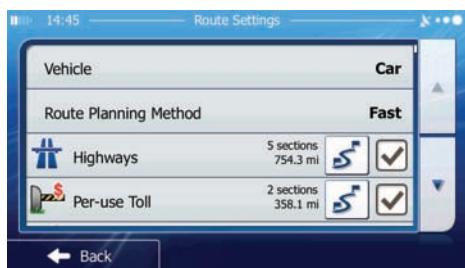 14:45 Route Settings
Vehicle Car
Route Planning Method Fast
Highways 5 sections
754.3 mi
$
Per-use Toll 2 sections
358.1 mi
Back